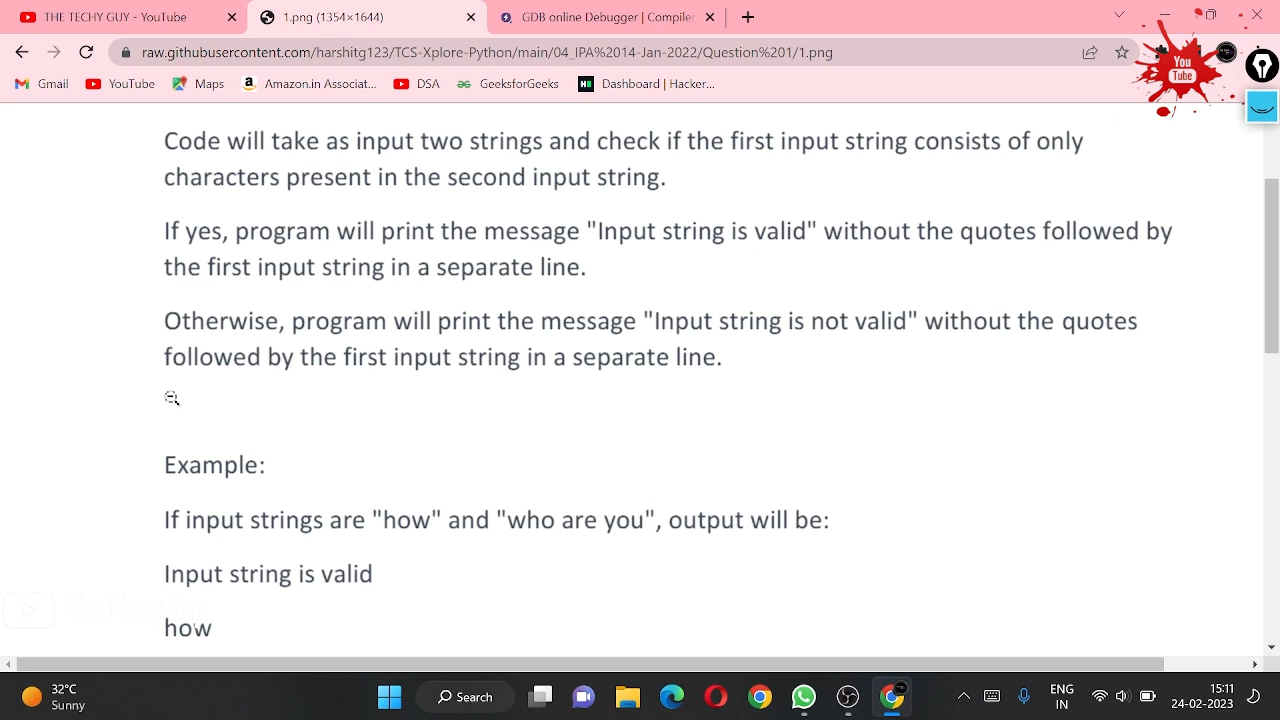 THE TECHY GUY - YouTube
1.png (1354×1644)
GDB online Debugger | Compiler
raw.githubusercontent.com/harshitg123/TCS-Xplore-Python/main/04_IPA%2014-Jan-2022/Question%201/1.png
Gmail
YouTube
Maps
Amazon.in Associat...
DSA
GeeksforGeeks
Dashboard | Hacker...
You
Tube
Code will take as input two strings and check if the first input string consists of only
characters present in the second input string.
If yes, program will print the message "Input string is valid" without the quotes followed by
the first input string in a separate line.
Otherwise, program will print the message "Input string is not valid" without the quotes
followed by the first input string in a separate line.
Example:
If input strings are "how" and "who are you", output will be:
Input string is valid
how
32°C
Sunny
Search
ENG
IN
15:11
24-02-2023